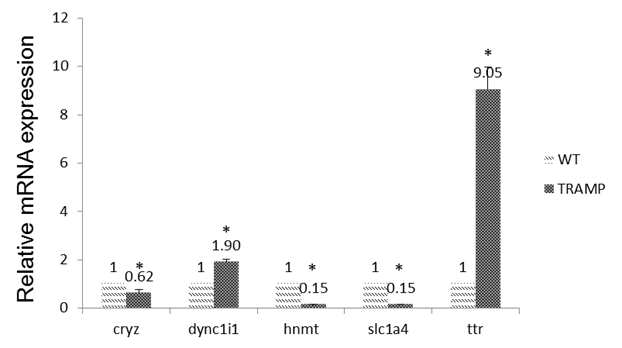 Relative mRNA expression
12
10
8
6
4
2
0
1
*
0.62
1
*
1.90
1
*
0.15
1
*
0.15
1
*
9.05
cryz
dync1i1
hnmt
slc1a4
ttr
WT
TRAMP